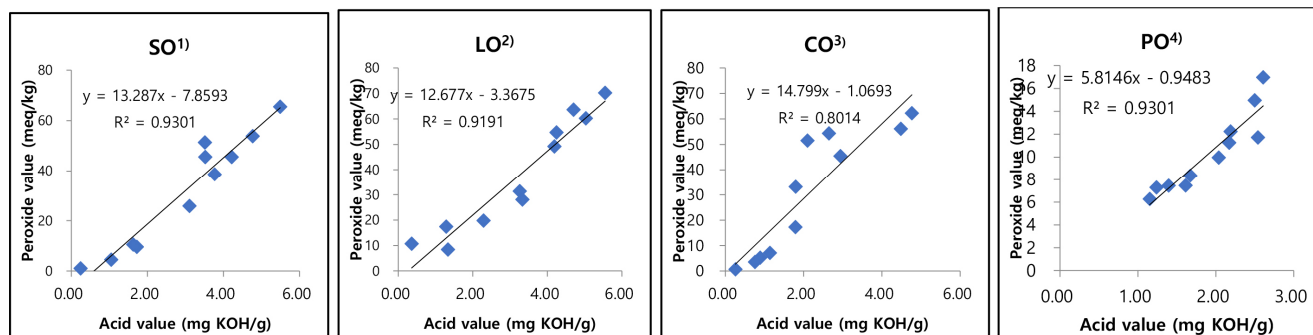 SO1)
y = 13.287x - 7.8593
R² = 0.9301
Peroxide value (meq/kg)
80
60
40
20
0
0.00 2.00 4.00 6.00
Acid value (mg KOH/g)
LO2)
y = 12.677x - 3.3675
R² = 0.9191
Peroxide value (meq/kg)
80
70
60
50
40
30
20
10
0
0.00 2.00 4.00 6.00
Acid value (mg KOH/g)
CO3)
y = 14.799x - 1.0693
R² = 0.8014
Peroxide value (meq/kg)
80
70
60
50
40
30
20
10
0
0.00 2.00 4.00 6.00
Acid value (mg KOH/g)
PO4)
y = 5.8146x - 0.9483
R² = 0.9301
Peroxide value (meq/kg)
18
16
14
12
10
8
6
4
2
0
0.00 1.00 2.00 3.00
Acid value (mg KOH/g)